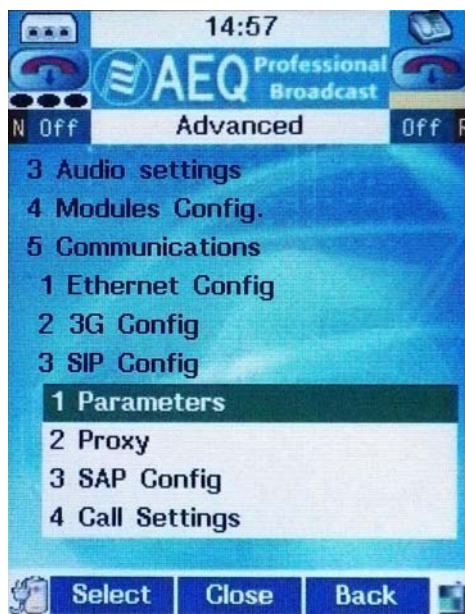 14:57
AEQ Professional Broadcast
N Off Advanced Off
3 Audio settings
4 Modules Config.
5 Communications
1 Ethernet Config
2 3G Config
3 SIP Config
1 Parameters
2 Proxy
3 SAP Config
4 Call Settings
Select Close Back